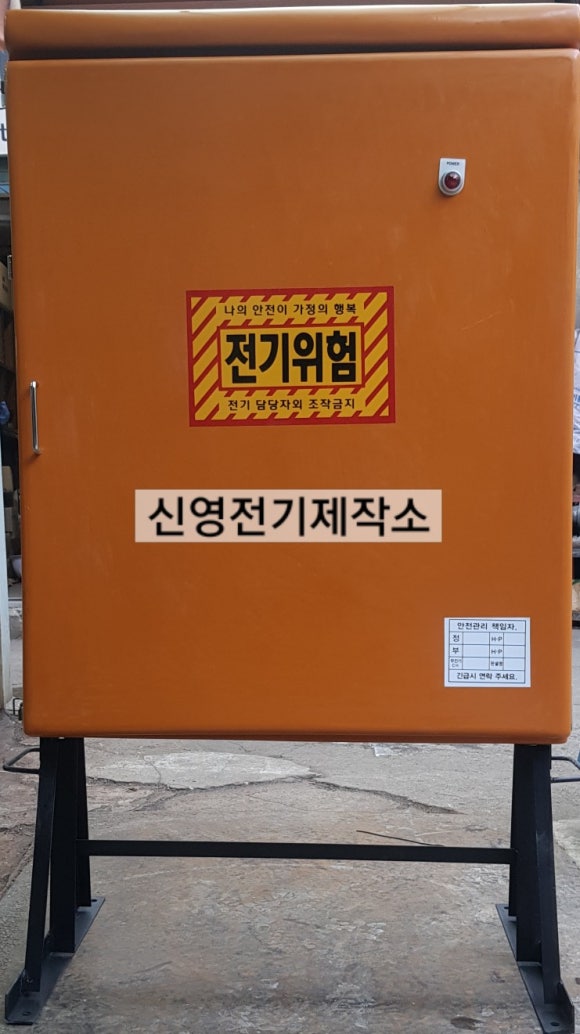 POWER
나의 안전이 가정의 행복
전기위험
전기 담당자외 조작금지
신영전기제작소
안전관리 책임자.
정 H·P
부 H·P
긴급시 연락 주세요.